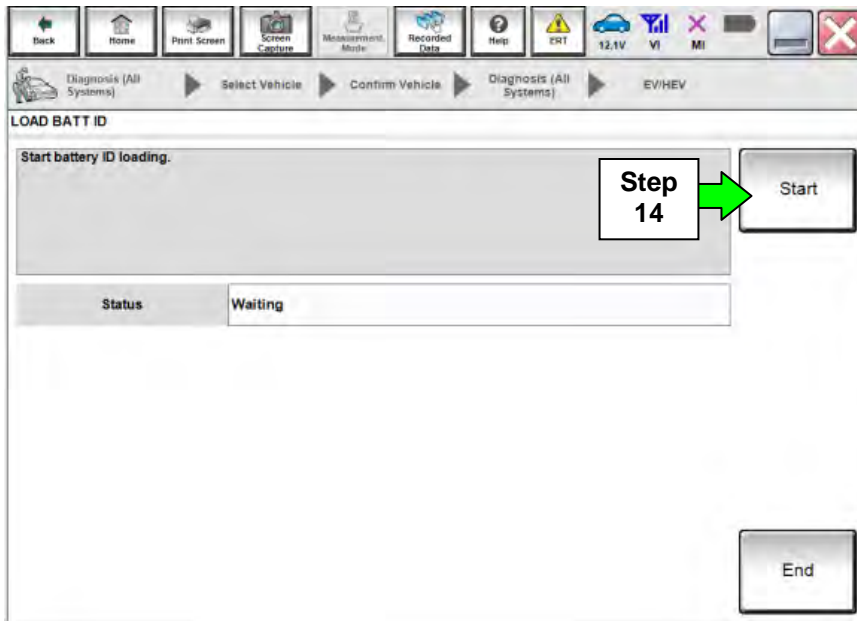 Back
Home
Print Screen
Screen
Capture
Measurement
Mode
Recorded
Data
Help
ERT
12.1V
VI
MI
Diagnosis (All
Systems)
Select Vehicle
Confirm Vehicle
Diagnosis (All
Systems)
EV/HEV
LOAD BATT ID
Start battery ID loading.
Step
14
Start
Status
Waiting
End